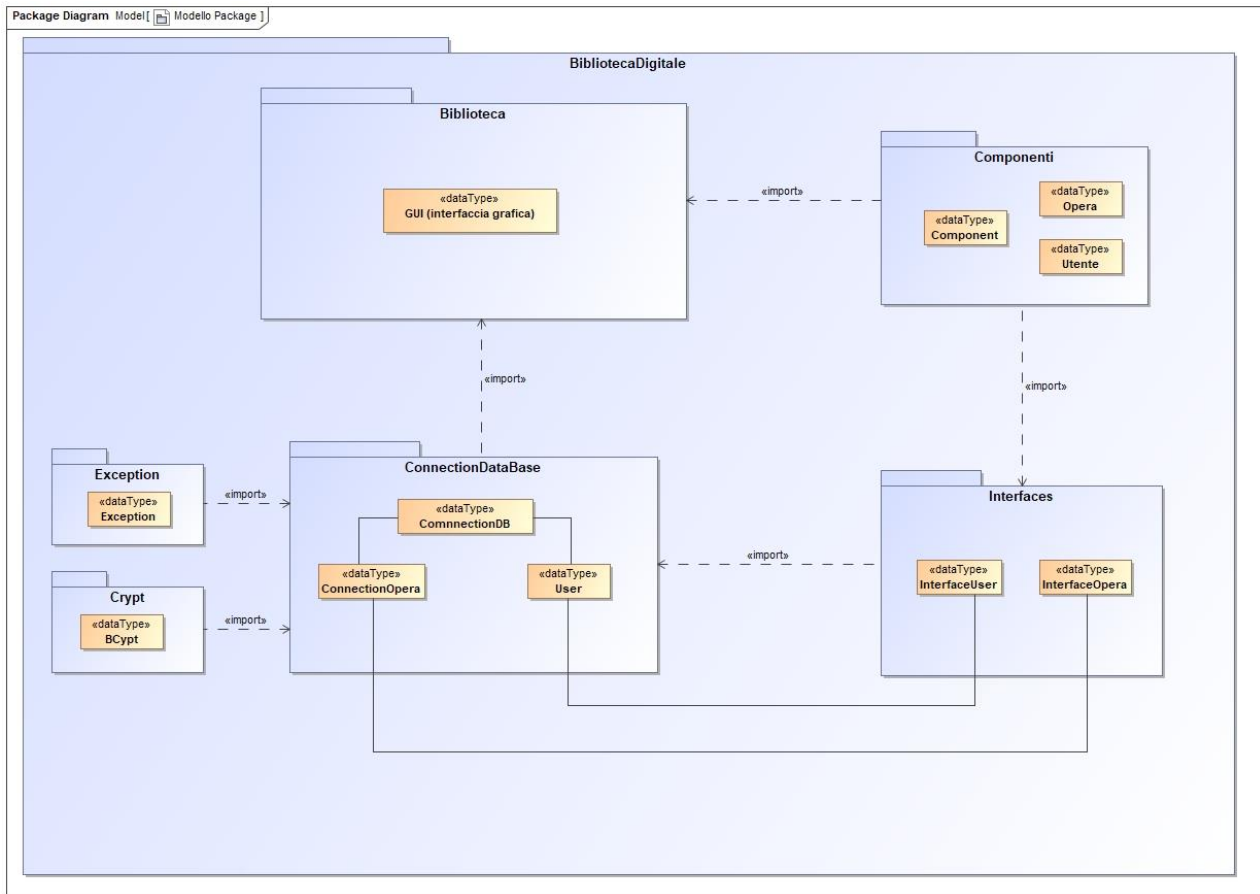 Package Diagram Model[ Modello Package ]
BibliotecaDigitale
Biblioteca
«dataType»
GUI (interfaccia grafica)
«import»
Componenti
«dataType»
Opera
«dataType»
Component
«dataType»
Utente
«import»
«import»
Exception
«dataType»
Exception
«import»
ConnectionDataBase
«dataType»
ComnnectionDB
«dataType»
ConnectionOpera
«dataType»
User
«import»
Interfaces
«dataType»
InterfaceUser
«dataType»
InterfaceOpera
Crypt
«dataType»
BCypt
«import»